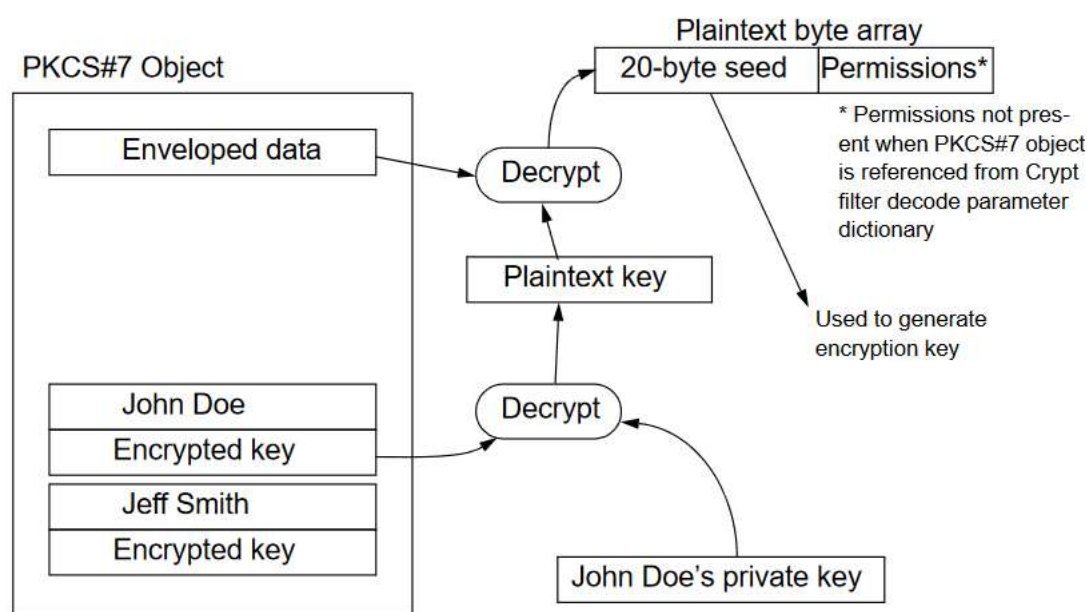 Plaintext byte array
PKCS#7 Object
20-byte seed
Permissions*
* Permissions not pres-
ent when PKCS#7 object
is referenced from Crypt
filter decode parameter
dictionary
Enveloped data
Decrypt
Plaintext key
Used to generate
encryption key
John Doe
Decrypt
Encrypted key
Jeff Smith
Encrypted key
John Doe’s private key